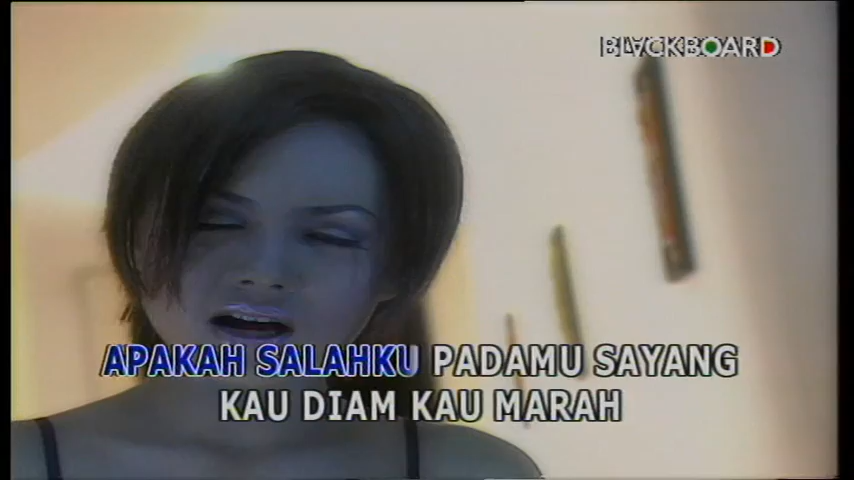 BLACKBOARD
APAKAH SALAHKU PADAMU SAYANG
KAU DIAM KAU MARAH